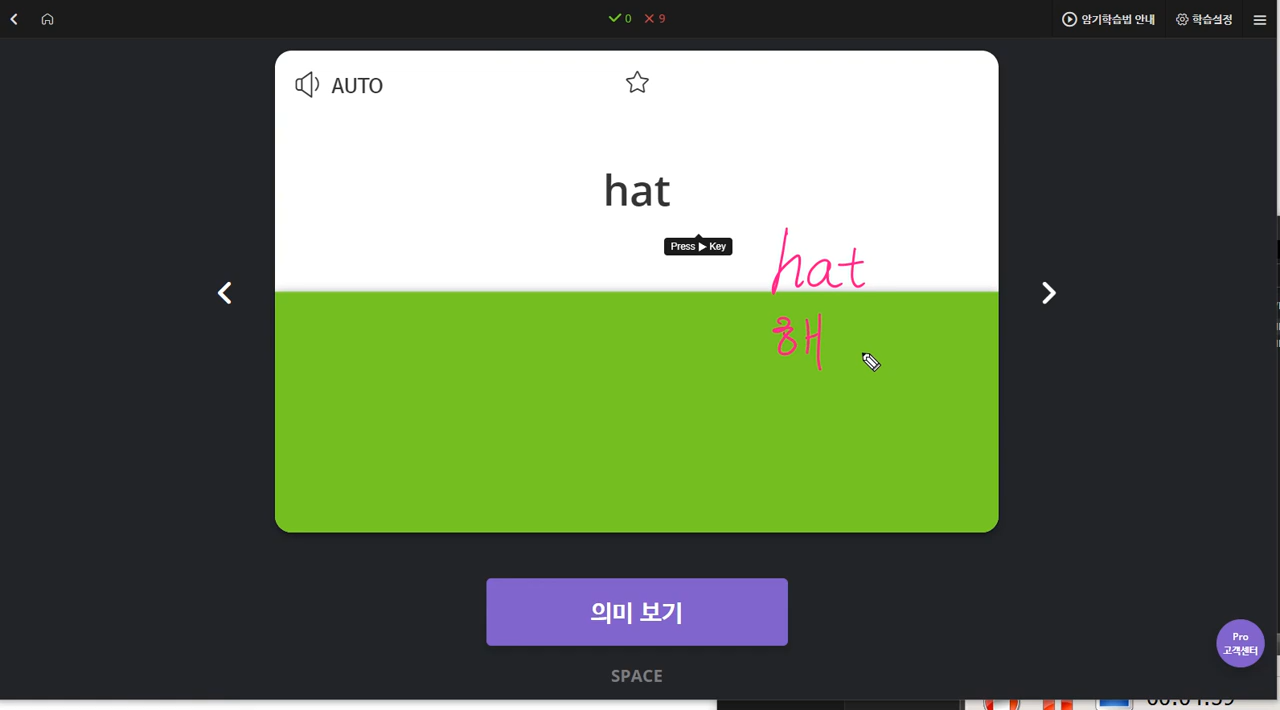 0 9 암기학습법 안내 학습설정
AUTO
hat
Press Key
hat
해
의미 보기
SPACE
Pro
고객센터